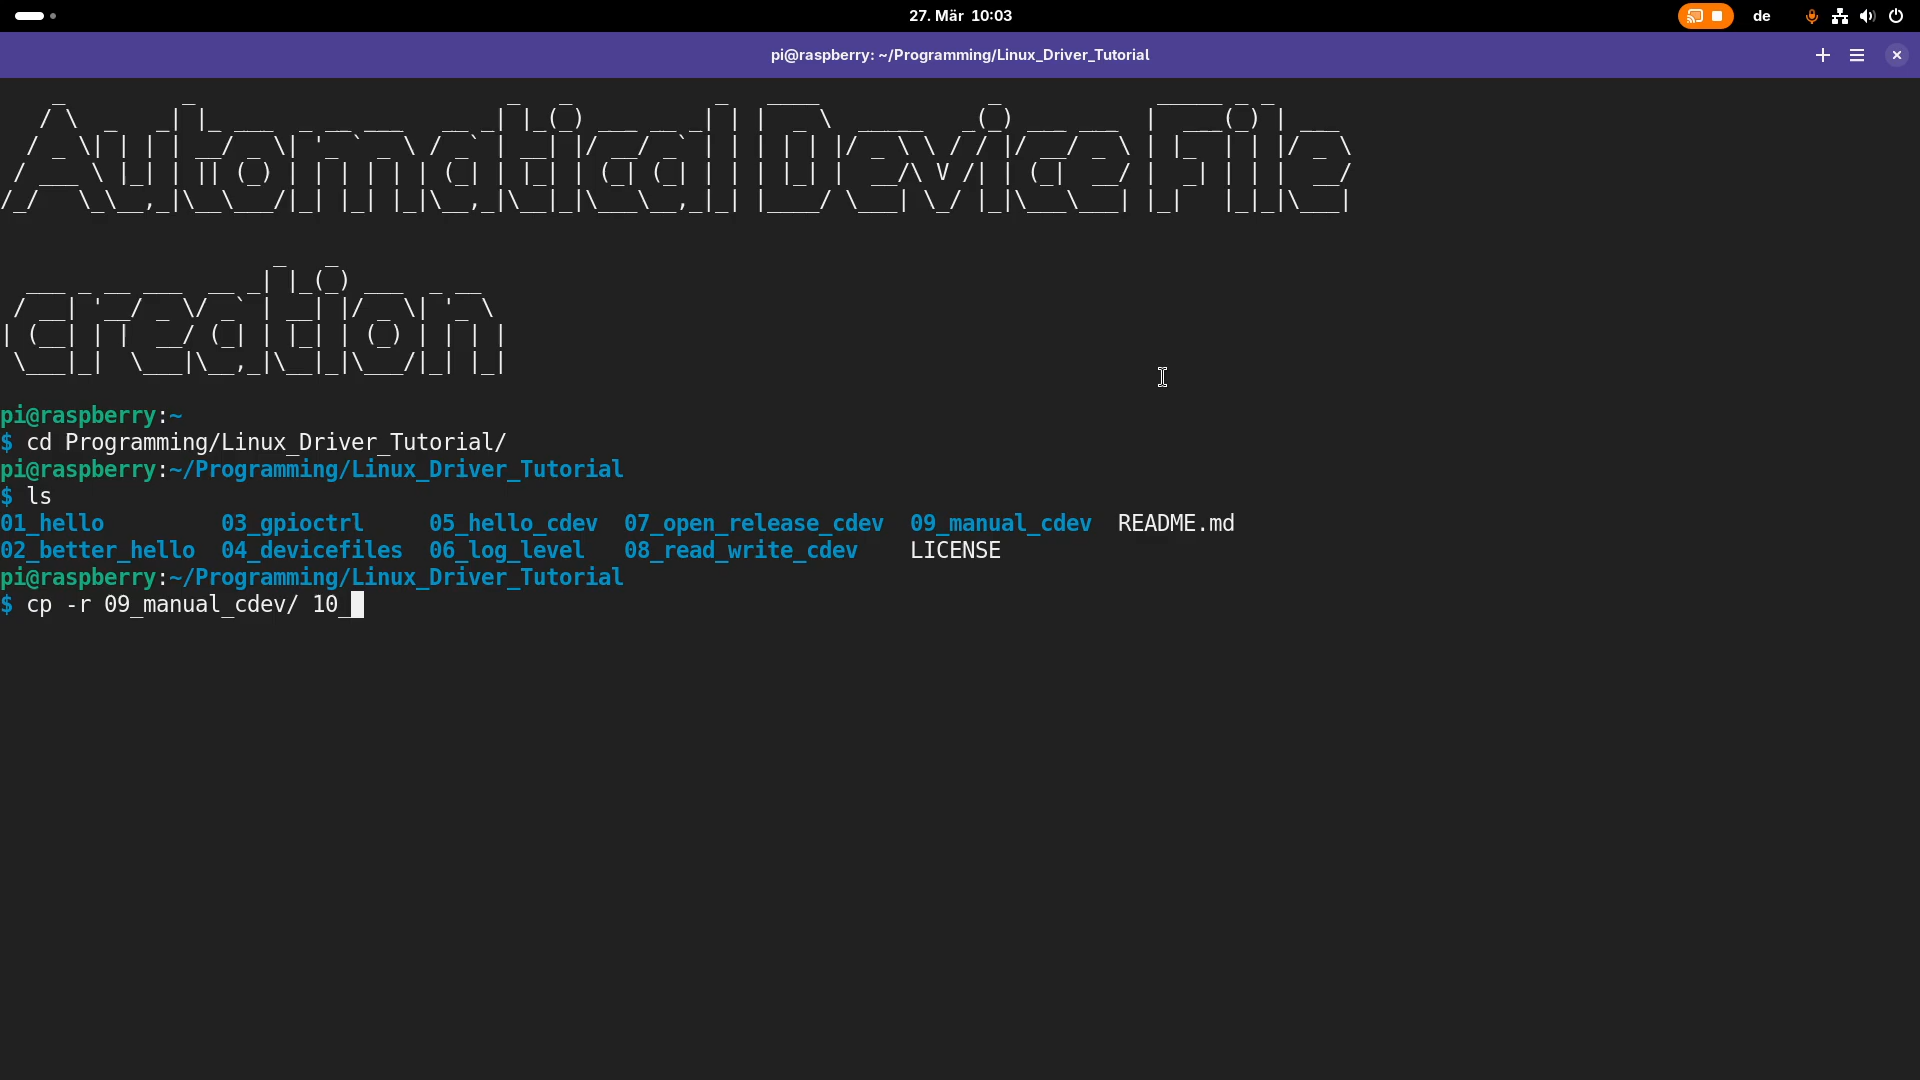 27. Mär 10:03
de
pi@raspberry: ~/Programming/Linux_Driver_Tutorial
Automatical Device File
creation
pi@raspberry:~
$ cd Programming/Linux_Driver_Tutorial/
pi@raspberry:~/Programming/Linux_Driver_Tutorial
$ ls
01_hello 03_gpioctrl 05_hello_cdev 07_open_release_cdev 09_manual_cdev README.md
02_better_hello 04_devicefiles 06_log_level 08_read_write_cdev LICENSE
pi@raspberry:~/Programming/Linux_Driver_Tutorial
$ cp -r 09_manual_cdev/ 10_